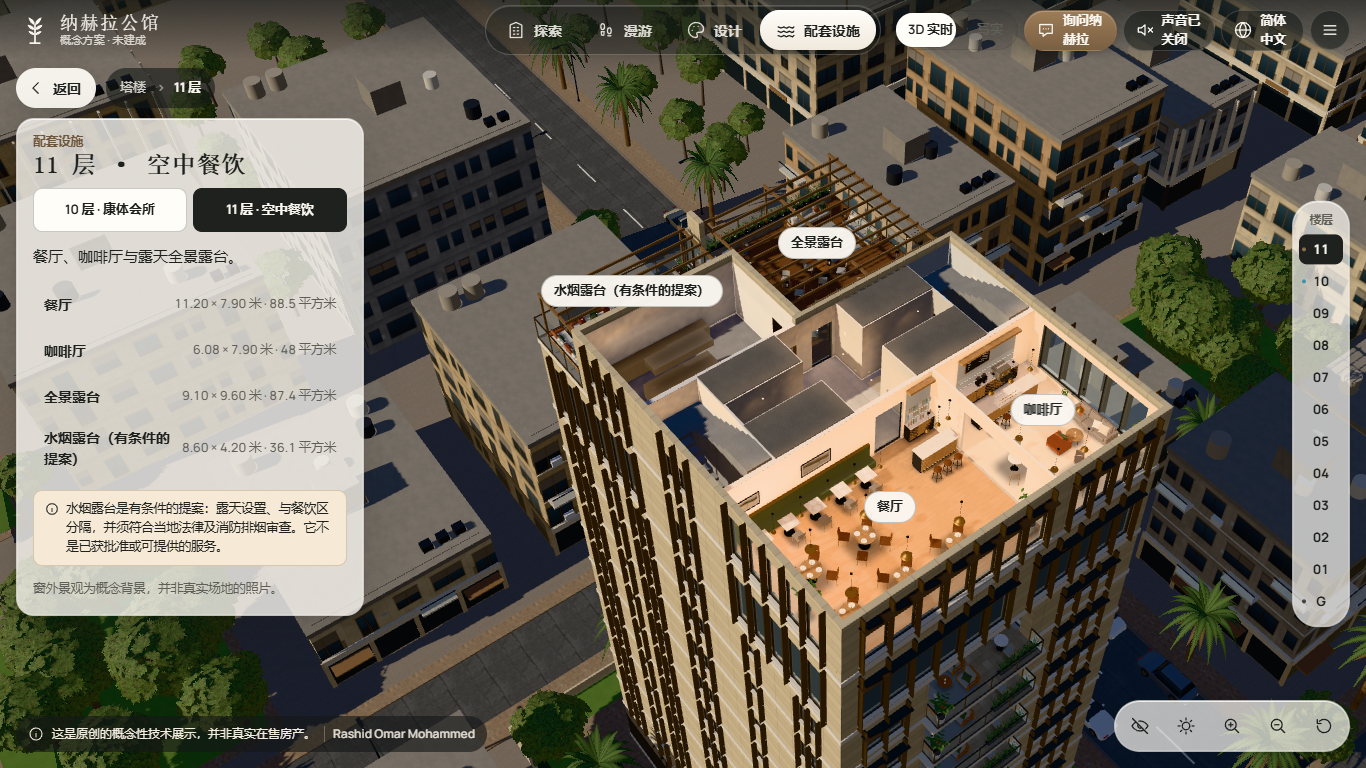 纳赫拉公馆
概念方案 · 未建成
探索
漫游
设计
配套设施
3D 实时
询问纳
赫拉
声音已
关闭
简体
中文
返回
塔楼 › 11 层
配套设施
11 层 · 空中餐饮
10 层 · 康体会所
11 层 · 空中餐饮
餐厅、咖啡厅与露天全景露台。
餐厅 11.20 × 7.90 米 · 88.5 平方米
咖啡厅 6.08 × 7.90 米 · 48 平方米
全景露台 9.10 × 9.60 米 · 87.4 平方米
水烟露台（有条件的
提案） 8.60 × 4.20 米 · 36.1 平方米
水烟露台是有条件的提案：露天设置、与餐饮区
分隔，并须符合当地法律及消防排烟审查。它不
是已获批准或可提供的服务。
窗外景观为概念背景，并非真实场地的照片。
全景露台
水烟露台（有条件的提案）
咖啡厅
餐厅
楼层
11
10
09
08
07
06
05
04
03
02
01
G
这是原创的概念性技术展示，并非真实在售房产。 Rashid Omar Mohammed